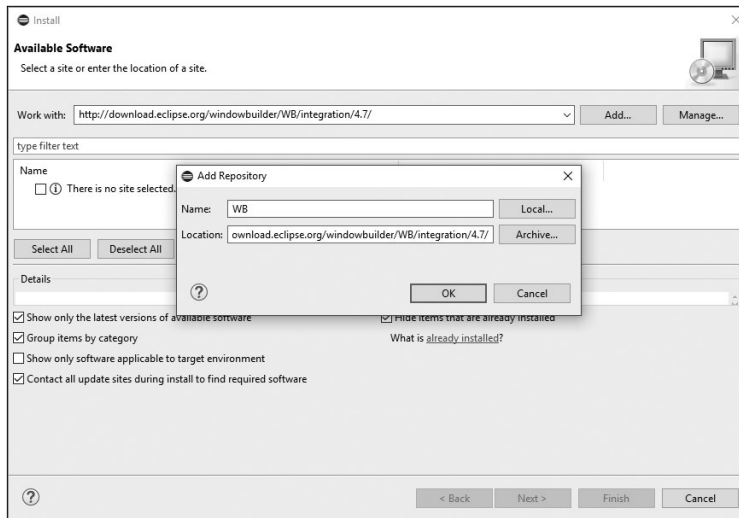 Install
Available Software
Select a site or enter the location of a site.
Work with: http://download.eclipse.org/windowbuilder/WB/integration/4.7/ Add... Manage...
type filter text
Name
There is no site selected.
Add Repository
Name: WB Local...
Location: ownload.eclipse.org/windowbuilder/WB/integration/4.7/ Archive...
OK Cancel
Select All Deselect All
Details
Show only the latest versions of available software Hide items that are already installed
Group items by category What is already installed?
Show only software applicable to target environment
Contact all update sites during install to find required software
< Back Next > Finish Cancel